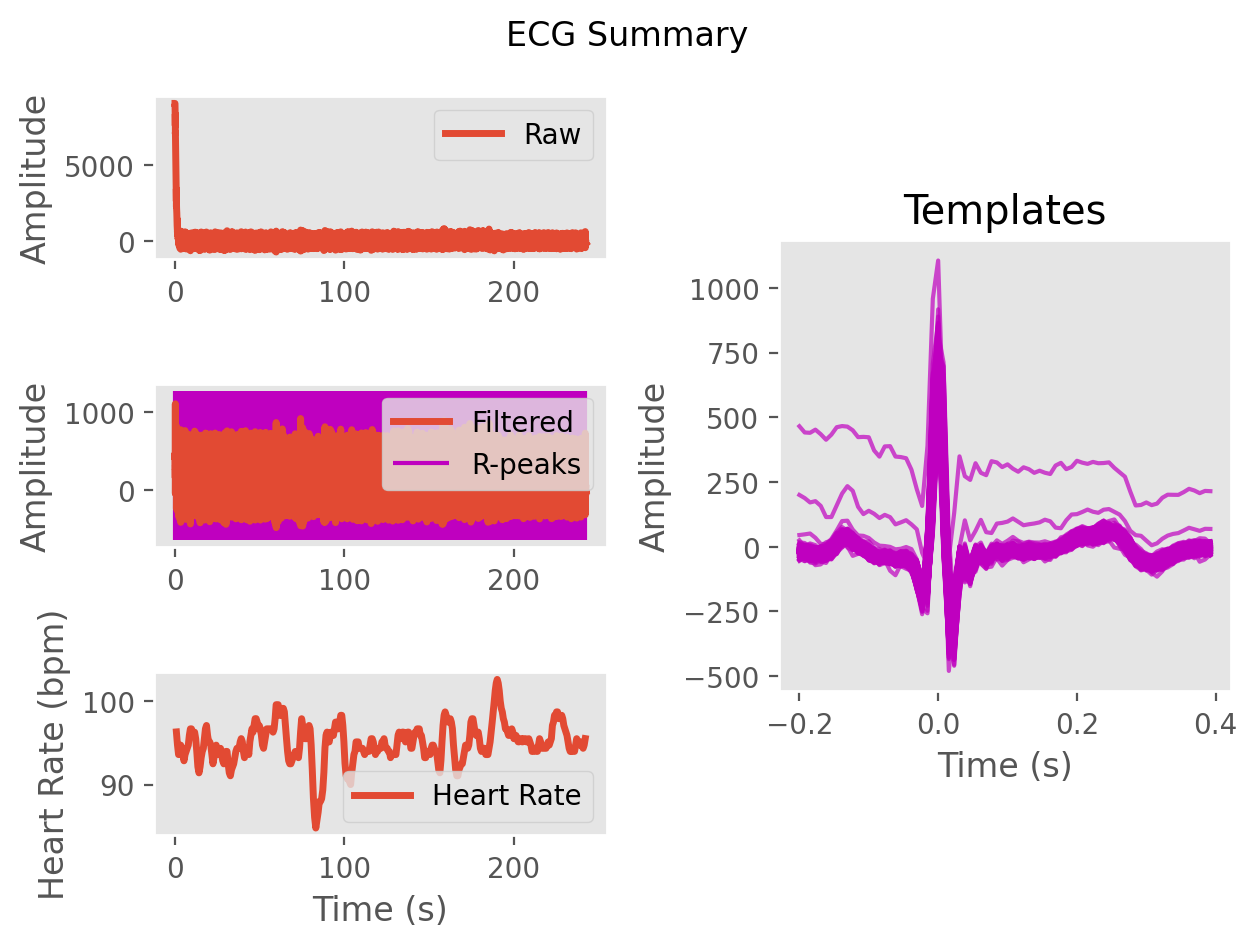 ECG Summary
Amplitude
5000
0
Raw
0 100 200
Amplitude
1000
0
Filtered
R-peaks
0 100 200
Heart Rate (bpm)
100
90
Heart Rate
0 100 200
Time (s)
Templates
Amplitude
1000
750
500
250
0
−250
−500
−0.2 0.0 0.2 0.4
Time (s)